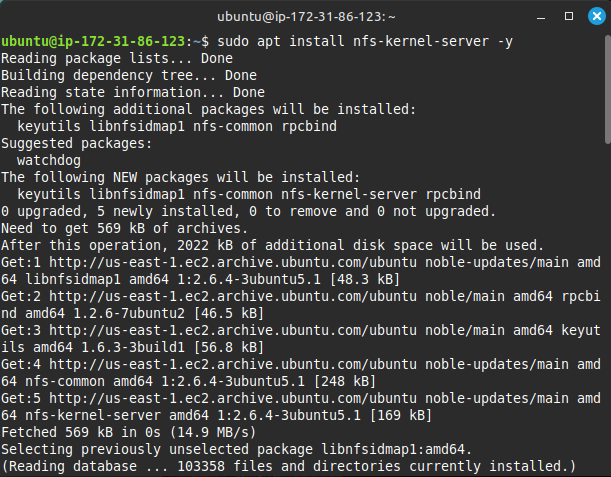 ubuntu@ip-172-31-86-123: ~
ubuntu@ip-172-31-86-123:~$ sudo apt install nfs-kernel-server -y
Reading package lists... Done
Building dependency tree... Done
Reading state information... Done
The following additional packages will be installed:
  keyutils libnfsidmap1 nfs-common rpcbind
Suggested packages:
  watchdog
The following NEW packages will be installed:
  keyutils libnfsidmap1 nfs-common nfs-kernel-server rpcbind
0 upgraded, 5 newly installed, 0 to remove and 0 not upgraded.
Need to get 569 kB of archives.
After this operation, 2022 kB of additional disk space will be used.
Get:1 http://us-east-1.ec2.archive.ubuntu.com/ubuntu noble-updates/main amd
64 libnfsidmap1 amd64 1:2.6.4-3ubuntu5.1 [48.3 kB]
Get:2 http://us-east-1.ec2.archive.ubuntu.com/ubuntu noble/main amd64 rpcbi
nd amd64 1.2.6-7ubuntu2 [46.5 kB]
Get:3 http://us-east-1.ec2.archive.ubuntu.com/ubuntu noble/main amd64 keyut
ils amd64 1.6.3-3build1 [56.8 kB]
Get:4 http://us-east-1.ec2.archive.ubuntu.com/ubuntu noble-updates/main amd
64 nfs-common amd64 1:2.6.4-3ubuntu5.1 [248 kB]
Get:5 http://us-east-1.ec2.archive.ubuntu.com/ubuntu noble-updates/main amd
64 nfs-kernel-server amd64 1:2.6.4-3ubuntu5.1 [169 kB]
Fetched 569 kB in 0s (14.9 MB/s)
Selecting previously unselected package libnfsidmap1:amd64.
(Reading database ... 103358 files and directories currently installed.)